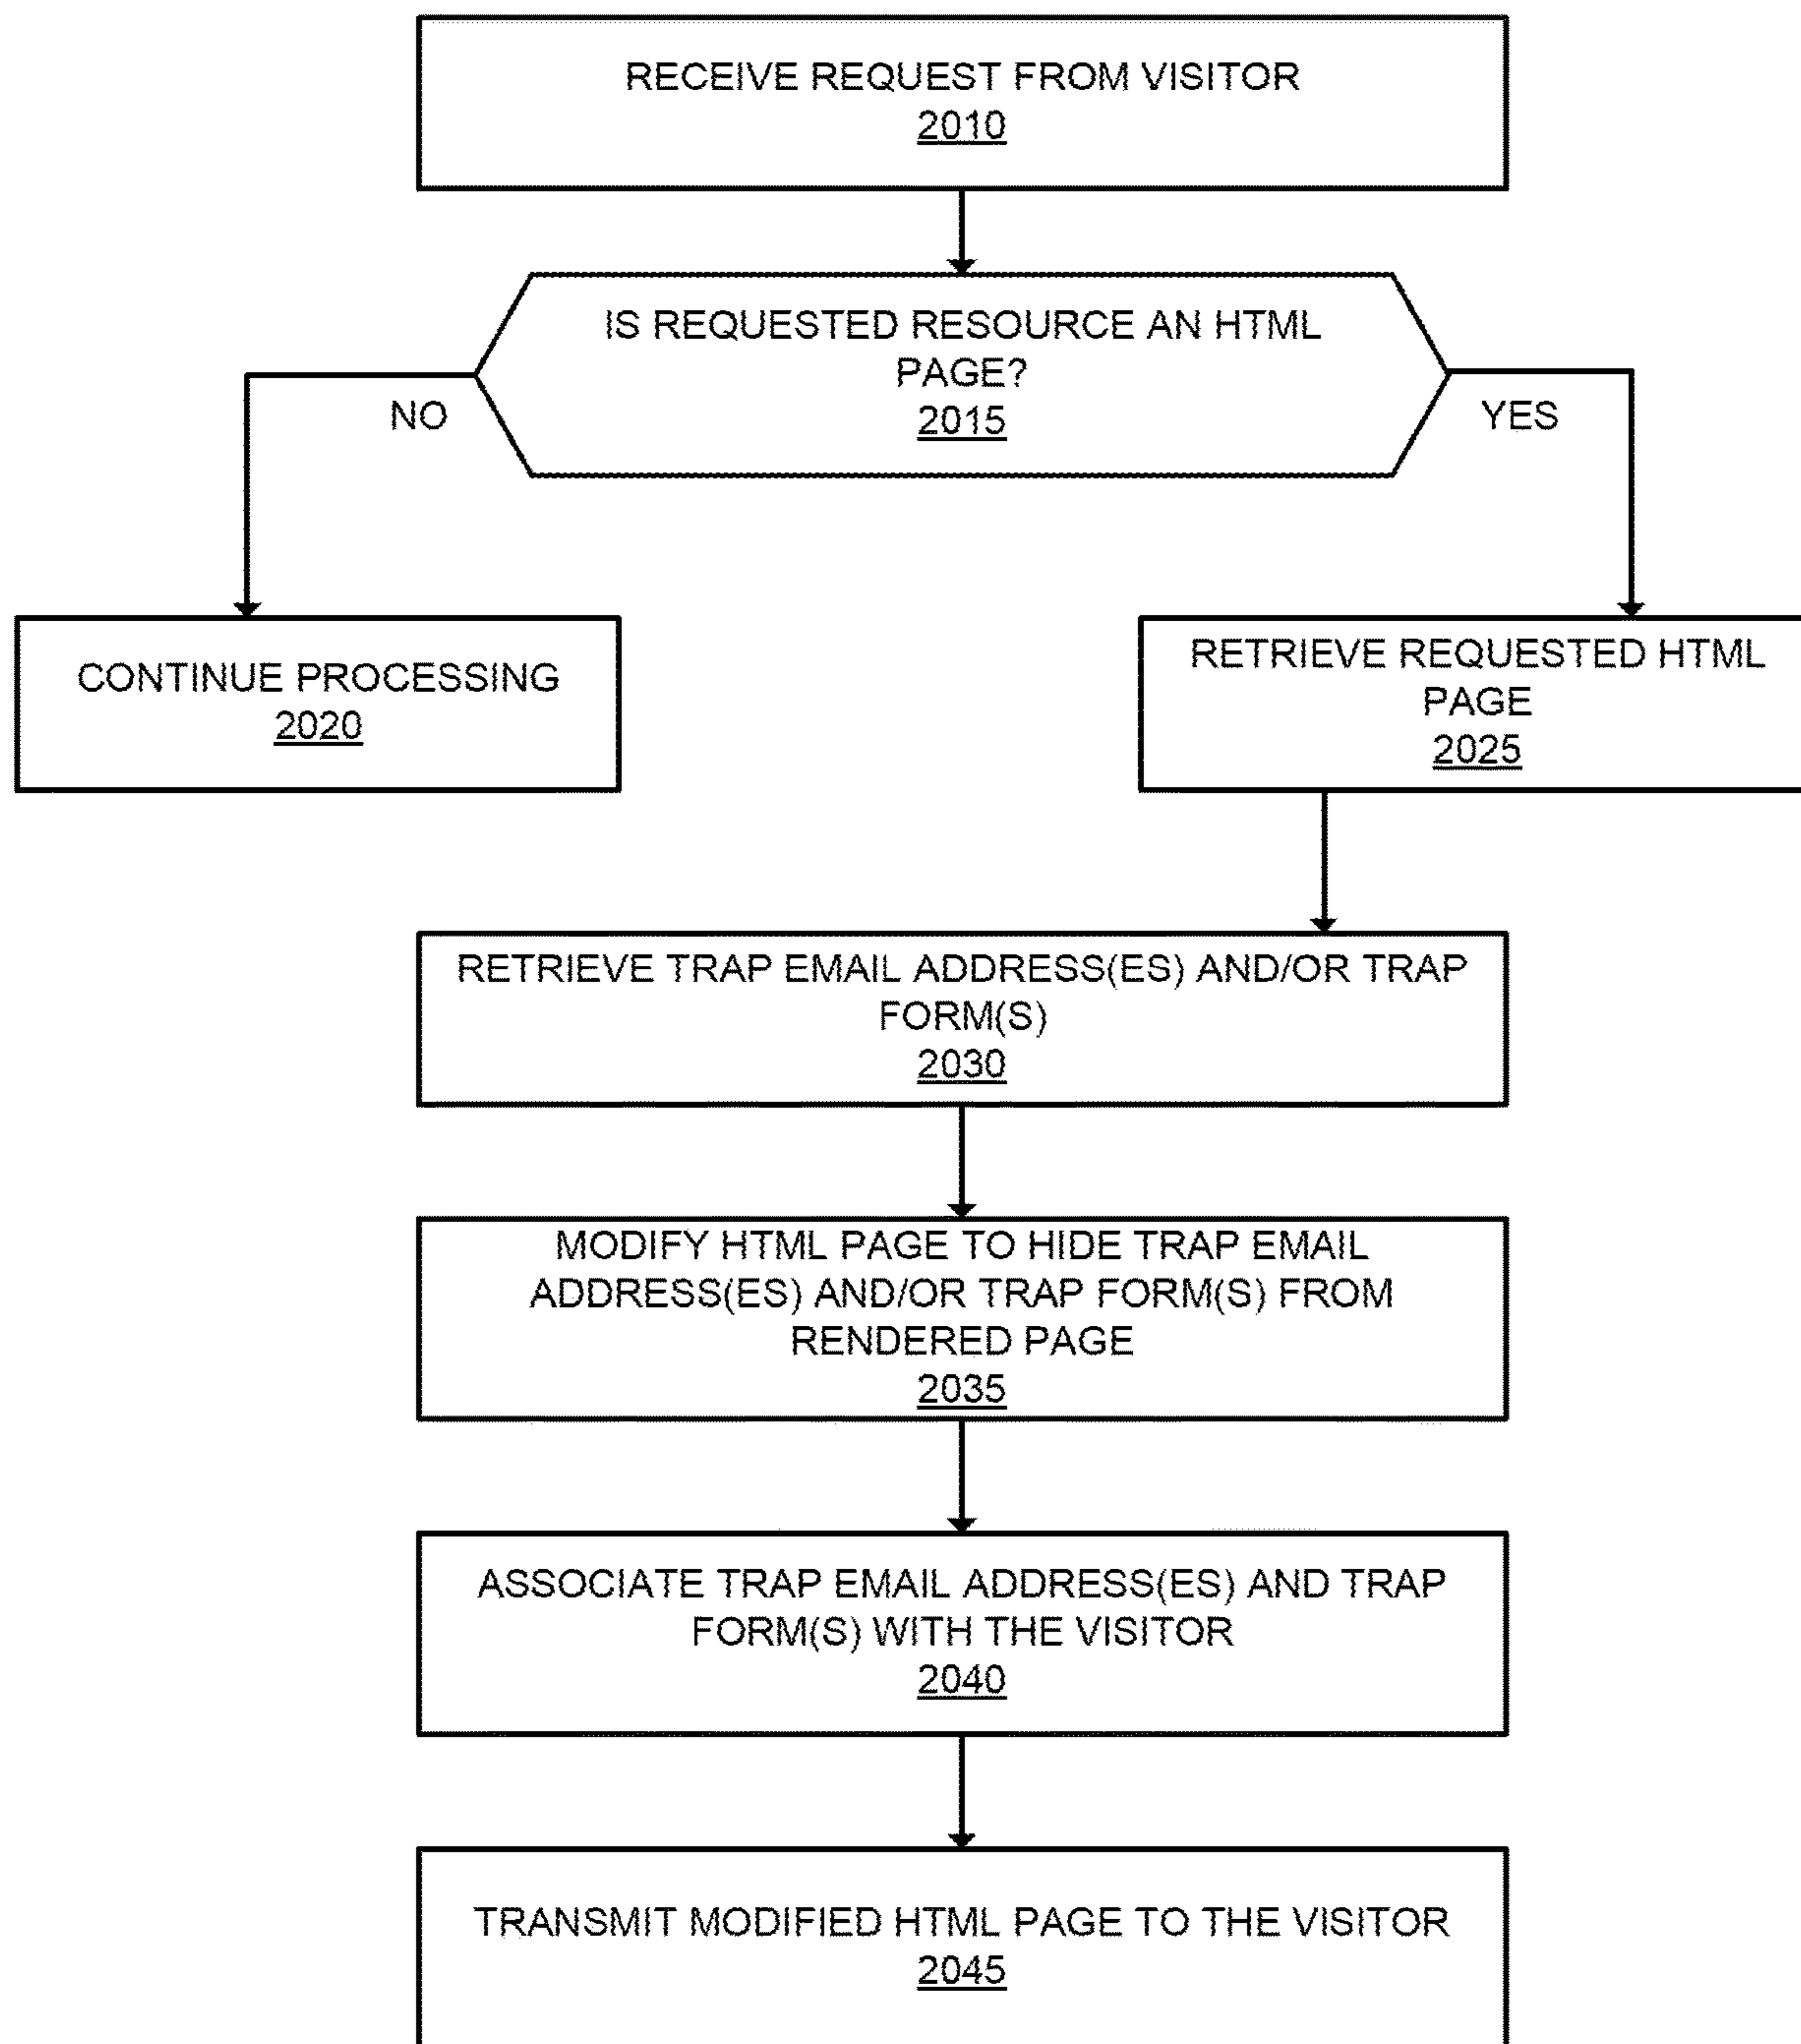 RECEIVE REQUEST FROM VISITOR
2010
IS REQUESTED RESOURCE AN HTML
PAGE?
2015
NO
YES
CONTINUE PROCESSING
2020
RETRIEVE REQUESTED HTML
PAGE
2025
RETRIEVE TRAP EMAIL ADDRESS(ES) AND/OR TRAP
FORM(S)
2030
MODIFY HTML PAGE TO HIDE TRAP EMAIL
ADDRESS(ES) AND/OR TRAP FORM(S) FROM
RENDERED PAGE
2035
ASSOCIATE TRAP EMAIL ADDRESS(ES) AND TRAP
FORM(S) WITH THE VISITOR
2040
TRANSMIT MODIFIED HTML PAGE TO THE VISITOR
2045